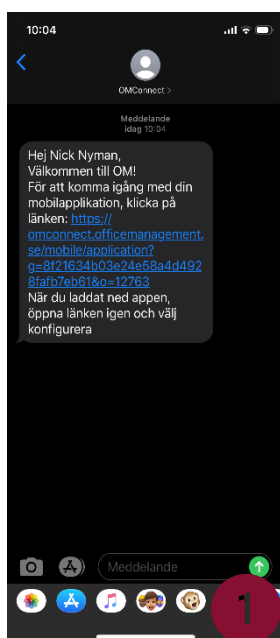 10:04
OMConnect >
Meddelande
idag 10:04
Hej Nick Nyman,
Välkommen till OM!
För att komma igång med din
mobilapplikation, klicka på
länken: https://
omconnect.officemanagement.
se/mobile/application?
g=8f21634b03e24e58a4d492
8fafb7eb61&o=12763
När du laddat ned appen,
öppna länken igen och välj
konfigurera
Meddelande
1